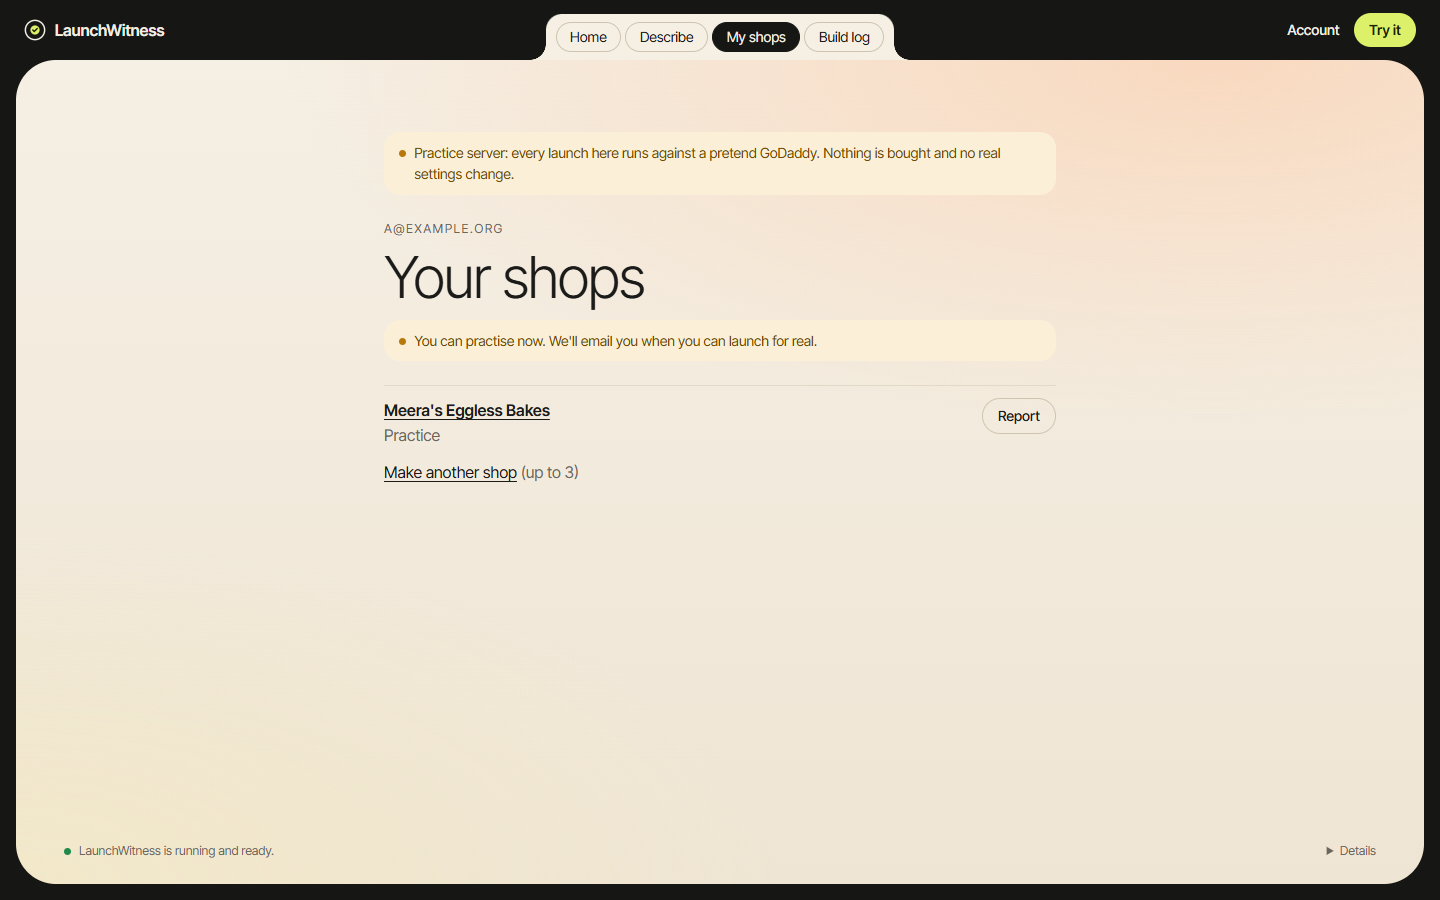 LaunchWitness
Home
Describe
My shops
Build log
Account
Try it
Practice server: every launch here runs against a pretend GoDaddy. Nothing is bought and no real
settings change.
A@EXAMPLE.ORG
Your shops
You can practise now. We'll email you when you can launch for real.
Meera's Eggless Bakes
Report
Practice
Make another shop (up to 3)
LaunchWitness is running and ready.
Details